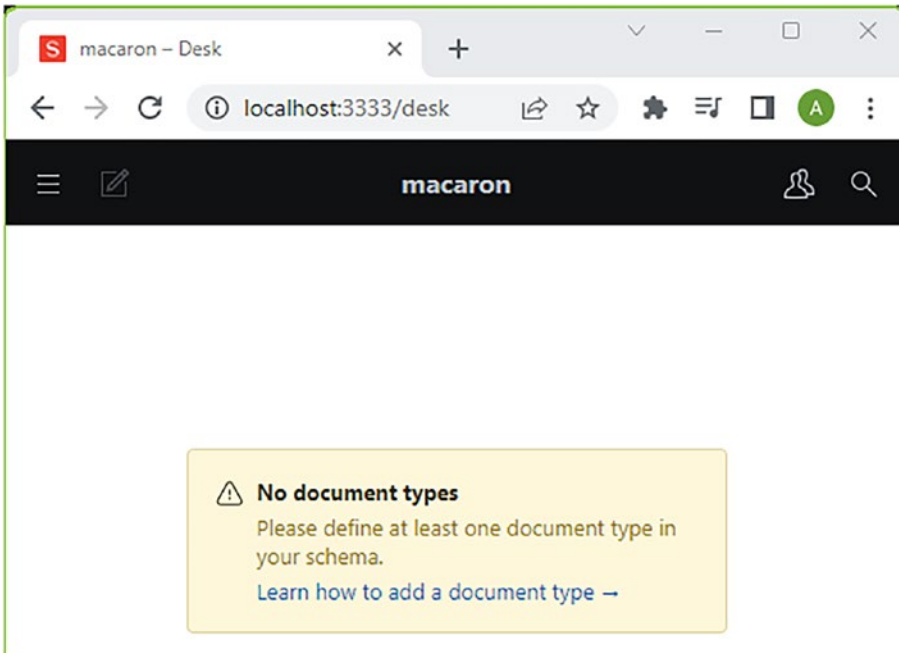 S macaron – Desk
localhost:3333/desk
A
macaron
No document types
Please define at least one document type in
your schema.
Learn how to add a document type →